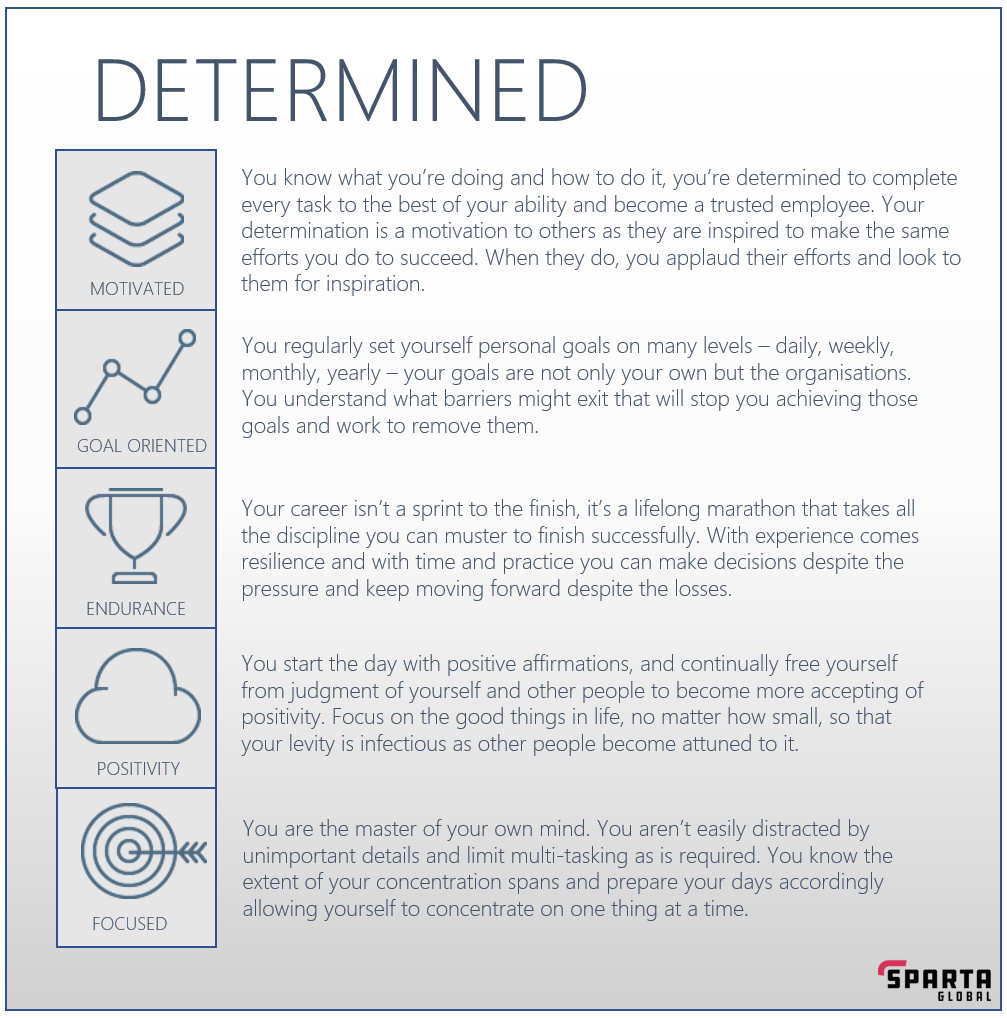 DETERMINED
MOTIVATED
You know what you’re doing and how to do it, you’re determined to complete
every task to the best of your ability and become a trusted employee. Your
determination is a motivation to others as they are inspired to make the same
efforts you do to succeed. When they do, you applaud their efforts and look to
them for inspiration.
GOAL ORIENTED
You regularly set yourself personal goals on many levels – daily, weekly,
monthly, yearly – your goals are not only your own but the organisations.
You understand what barriers might exit that will stop you achieving those
goals and work to remove them.
ENDURANCE
Your career isn’t a sprint to the finish, it’s a lifelong marathon that takes all
the discipline you can muster to finish successfully. With experience comes
resilience and with time and practice you can make decisions despite the
pressure and keep moving forward despite the losses.
POSITIVITY
You start the day with positive affirmations, and continually free yourself
from judgment of yourself and other people to become more accepting of
positivity. Focus on the good things in life, no matter how small, so that
your levity is infectious as other people become attuned to it.
FOCUSED
You are the master of your own mind. You aren’t easily distracted by
unimportant details and limit multi-tasking as is required. You know the
extent of your concentration spans and prepare your days accordingly
allowing yourself to concentrate on one thing at a time.
SPARTA
GLOBAL